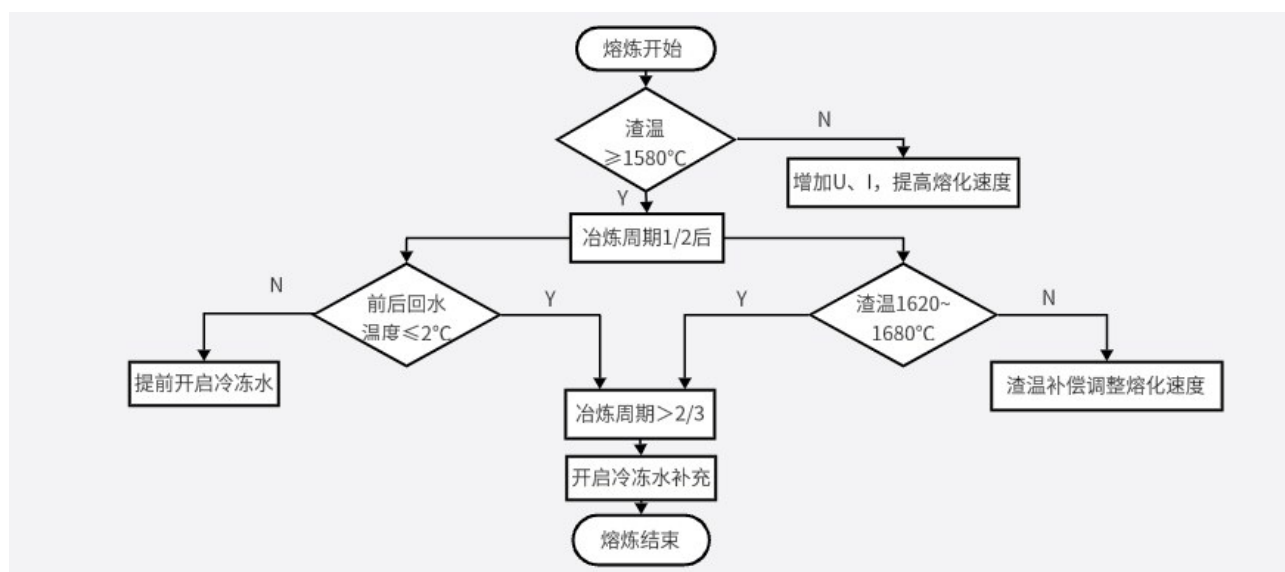 熔炼开始
渣温
≥1580℃
N
增加U、I，提高熔化速度
Y
冶炼周期1/2后
N
前后回水
温度≤2℃
Y
Y
渣温1620~
1680℃
N
提前开启冷冻水
渣温补偿调整熔化速度
冶炼周期＞2/3
开启冷冻水补充
熔炼结束